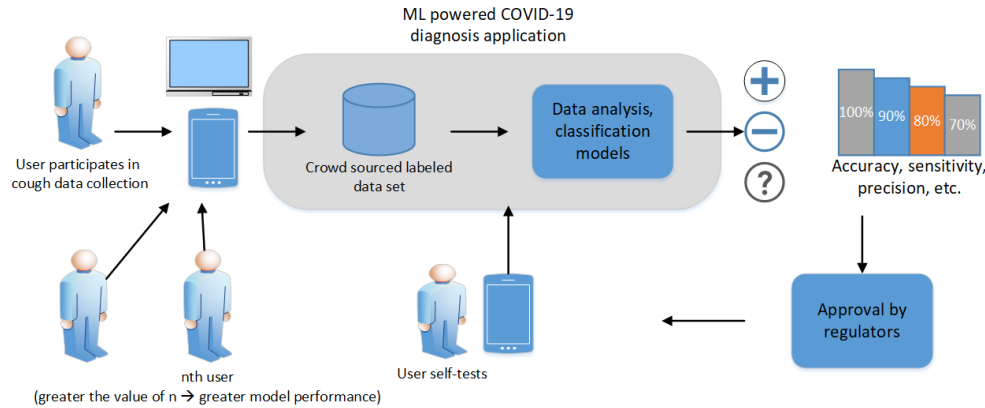 ML powered COVID-19
diagnosis application
User participates in
cough data collection
Crowd sourced labeled
data set
Data analysis,
classification
models
?
100%
90%
80%
70%
Accuracy, sensitivity,
precision, etc.
Approval by
regulators
User self-tests
nth user
(greater the value of n → greater model performance)